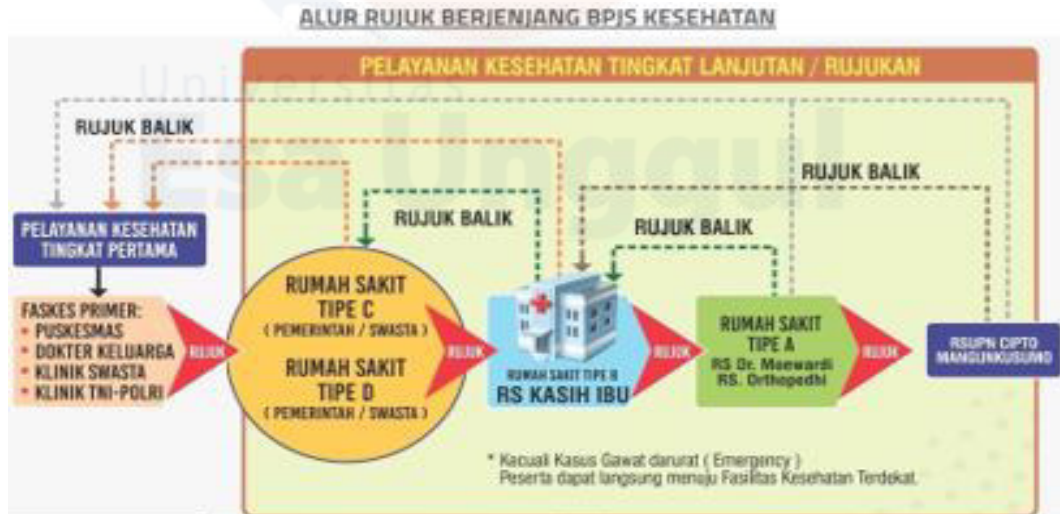 ALUR RUJUK BERJENJANG BPJS KESEHATAN
PELAYANAN KESEHATAN TINGKAT LANJUTAN / RUJUKAN
Universitas
Esa Unggul
RUJUK BALIK
RUJUK BALIK
RUJUK BALIK
RUJUK BALIK
PELAYANAN KESEHATAN
TINGKAT PERTAMA
FASKES PRIMER:
• PUSKESMAS
• DOKTER KELUARGA
• KLINIK SWASTA
• KLINIK TNI-POLRI
RUJUK
RUMAH SAKIT
TIPE C
( PEMERINTAH / SWASTA )
RUMAH SAKIT
TIPE D
( PEMERINTAH / SWASTA )
RUJUK
RUMAH SAKIT TIPE B
RS KASIH IBU
RUJUK
RUMAH SAKIT
TIPE A
RS Dr. Moewardi
RS. Orthopedhi
RUJUK
RSUPN CIPTO
MANGUNKUSUMO
* Kecuali Kasus Gawat darurat ( Emergency )
Peserta dapat langsung menuju Fasilitas Kesehatan Terdekat.